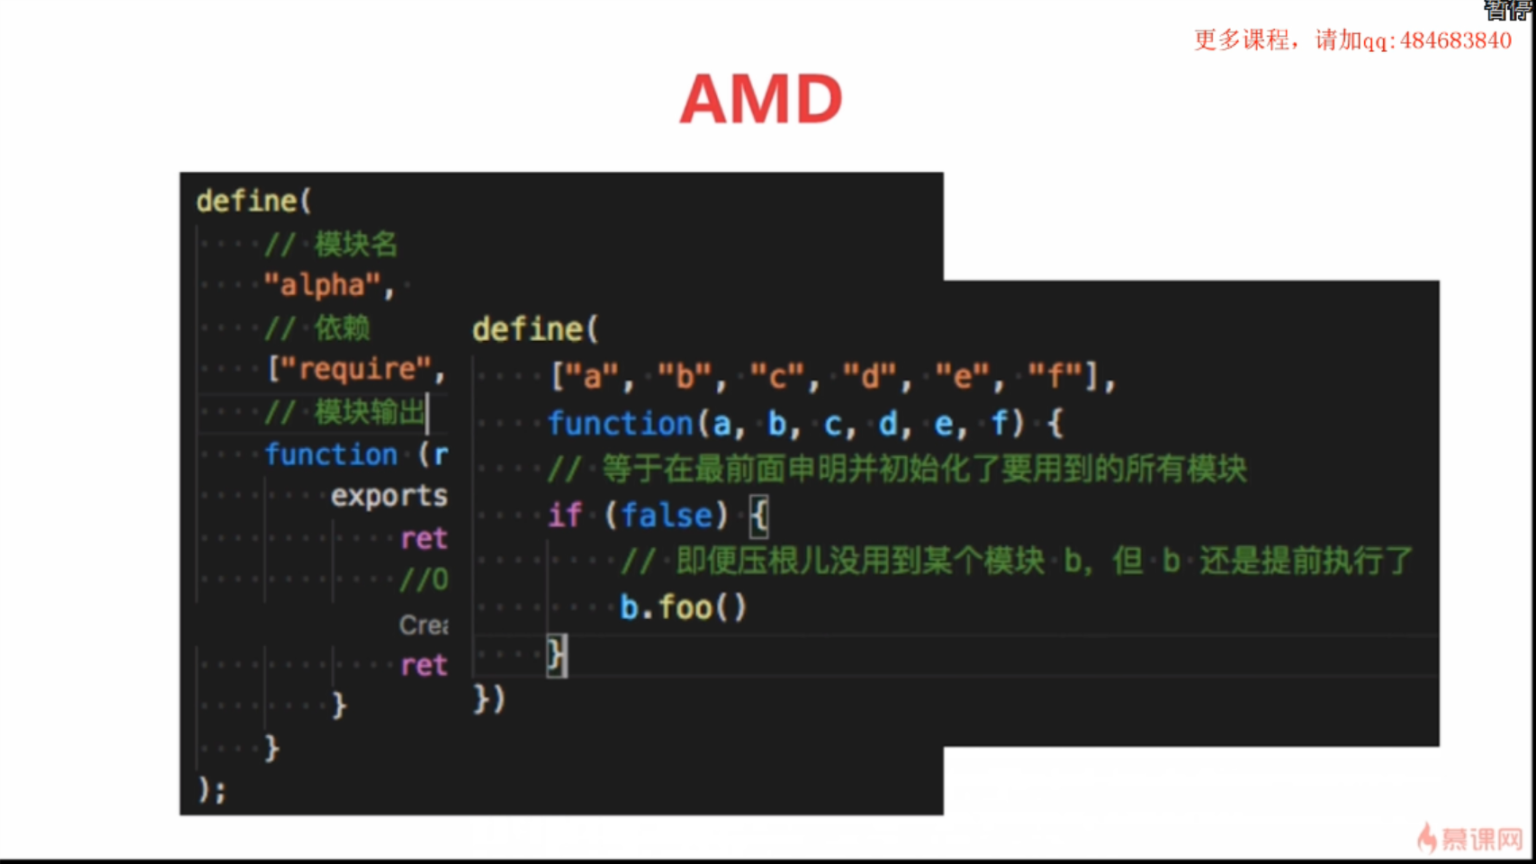 暂停
更多课程，请加qq:484683840
AMD
define(
// 模块名
"alpha",
// 依赖
["require",
// 模块输出
function (r
exports
ret
//0
Crea
ret
}
}
);
define(
["a", "b", "c", "d", "e", "f"],
function(a, b, c, d, e, f) {
// 等于在最前面申明并初始化了要用到的所有模块
if (false) {
// 即便压根儿没用到某个模块 b，但 b 还是提前执行了
b.foo()
}
})
慕课网